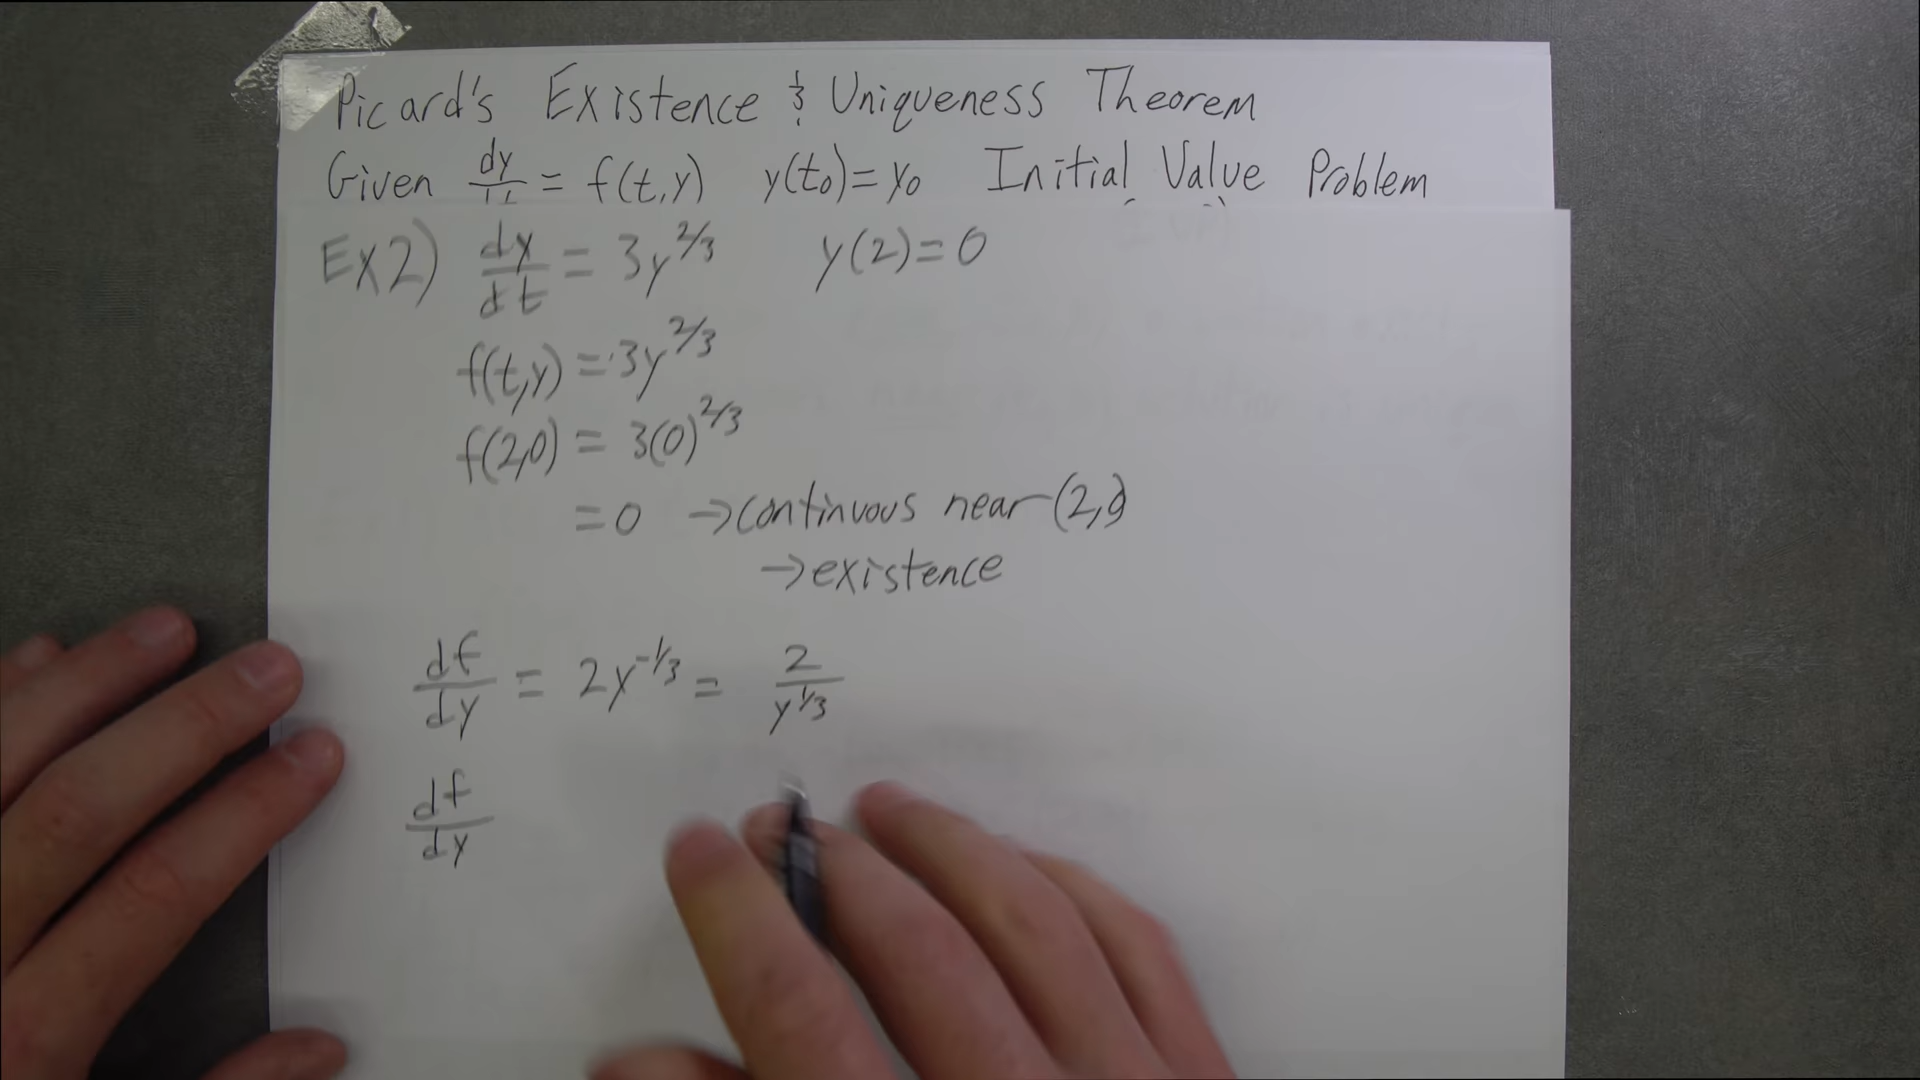 Picard's Existence & Uniqueness Theorem
Given dy/dt = f(t,y) y(t₀)=y₀ Initial Value Problem
Ex2) dy/dt = 3y^2/3 y(2)=0
f(t,y) = 3y^2/3
f(2,0) = 3(0)^2/3
=0 →continuous near (2,0)
→existence
df/dy = 2y^-1/3 = 2/y^1/3
df/dy